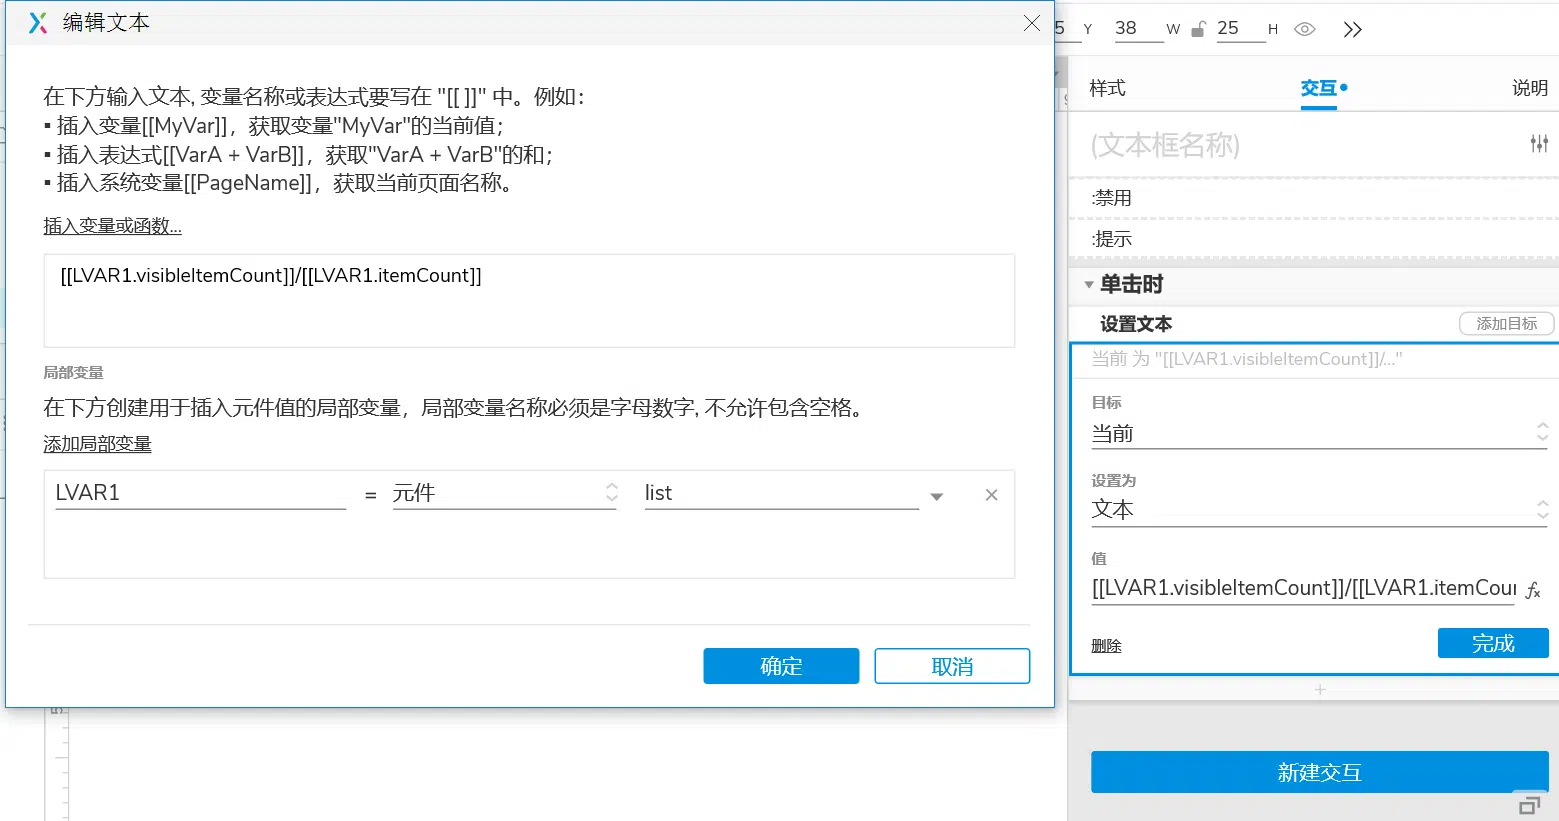 编辑文本
5 Y 38 W 25 H
样式 交互 说明
在下方输入文本, 变量名称或表达式要写在 "[[ ]]" 中。例如：
▪ 插入变量[[MyVar]]，获取变量"MyVar"的当前值；
▪ 插入表达式[[VarA + VarB]]，获取"VarA + VarB"的和；
▪ 插入系统变量[[PageName]]，获取当前页面名称。
插入变量或函数...
[[LVAR1.visibleItemCount]]/[[LVAR1.itemCount]]
局部变量
在下方创建用于插入元件值的局部变量，局部变量名称必须是字母数字, 不允许包含空格。
添加局部变量
LVAR1 = 元件 list
确定 取消
(文本框名称)
:禁用
:提示
单击时
设置文本 添加目标
当前 为 "[[LVAR1.visibleItemCount]]/..."
目标
当前
设置为
文本
值
[[LVAR1.visibleItemCount]]/[[LVAR1.itemCour fx
删除 完成
新建交互